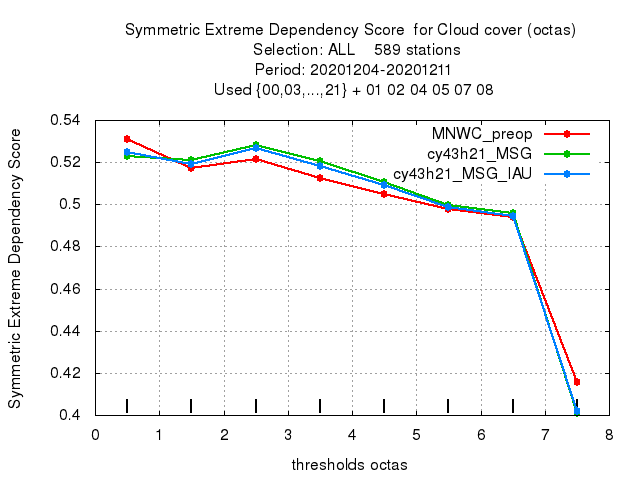 Symmetric Extreme Dependency Score  for Cloud cover (octas)
Selection: ALL    589 stations
Period: 20201204-20201211
Used {00,03,...,21} + 01 02 04 05 07 08
Symmetric Extreme Dependency Score
0.54
0.52
0.5
0.48
0.46
0.44
0.42
0.4
MNWC_preop
cy43h21_MSG
cy43h21_MSG_IAU
0 1 2 3 4 5 6 7 8
thresholds octas